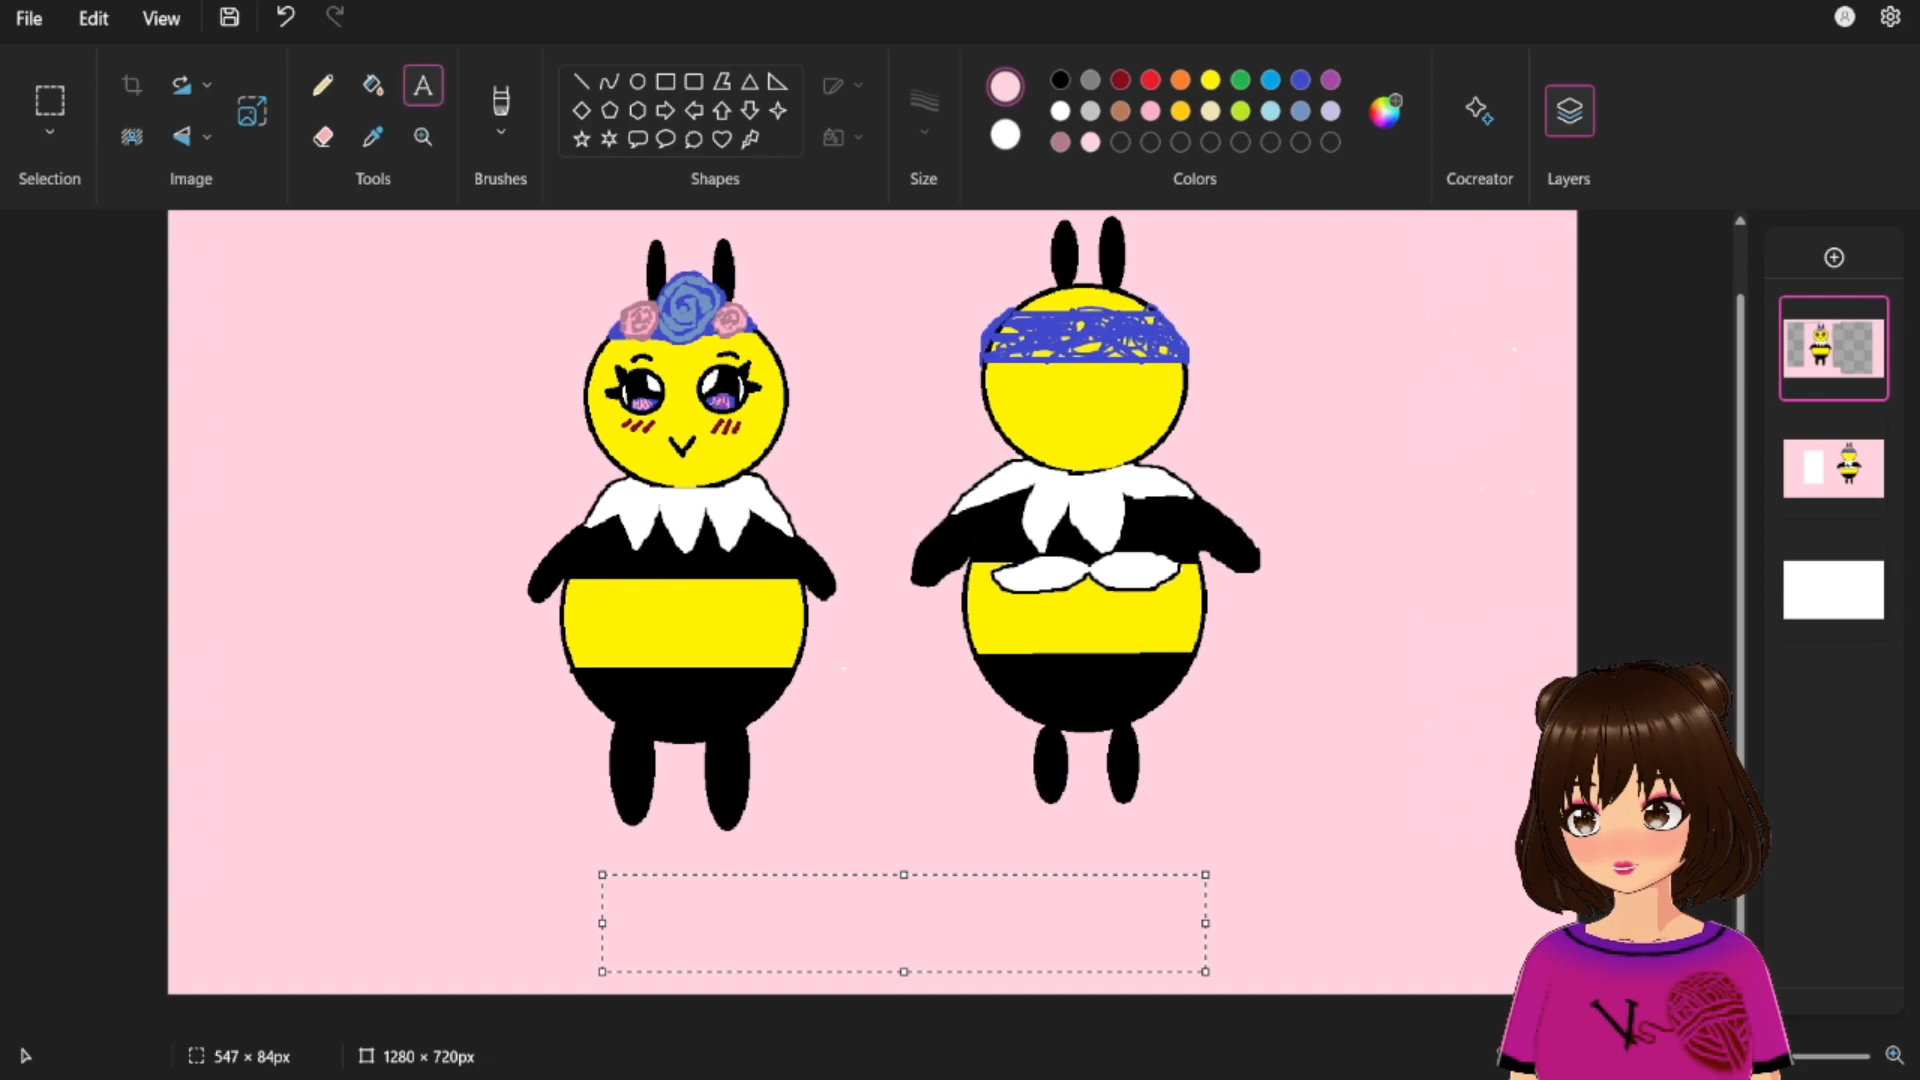 File Edit View
A
Selection Image Tools Brushes Shapes Size Colors Cocreator Layers
547 × 84px 1280 × 720px